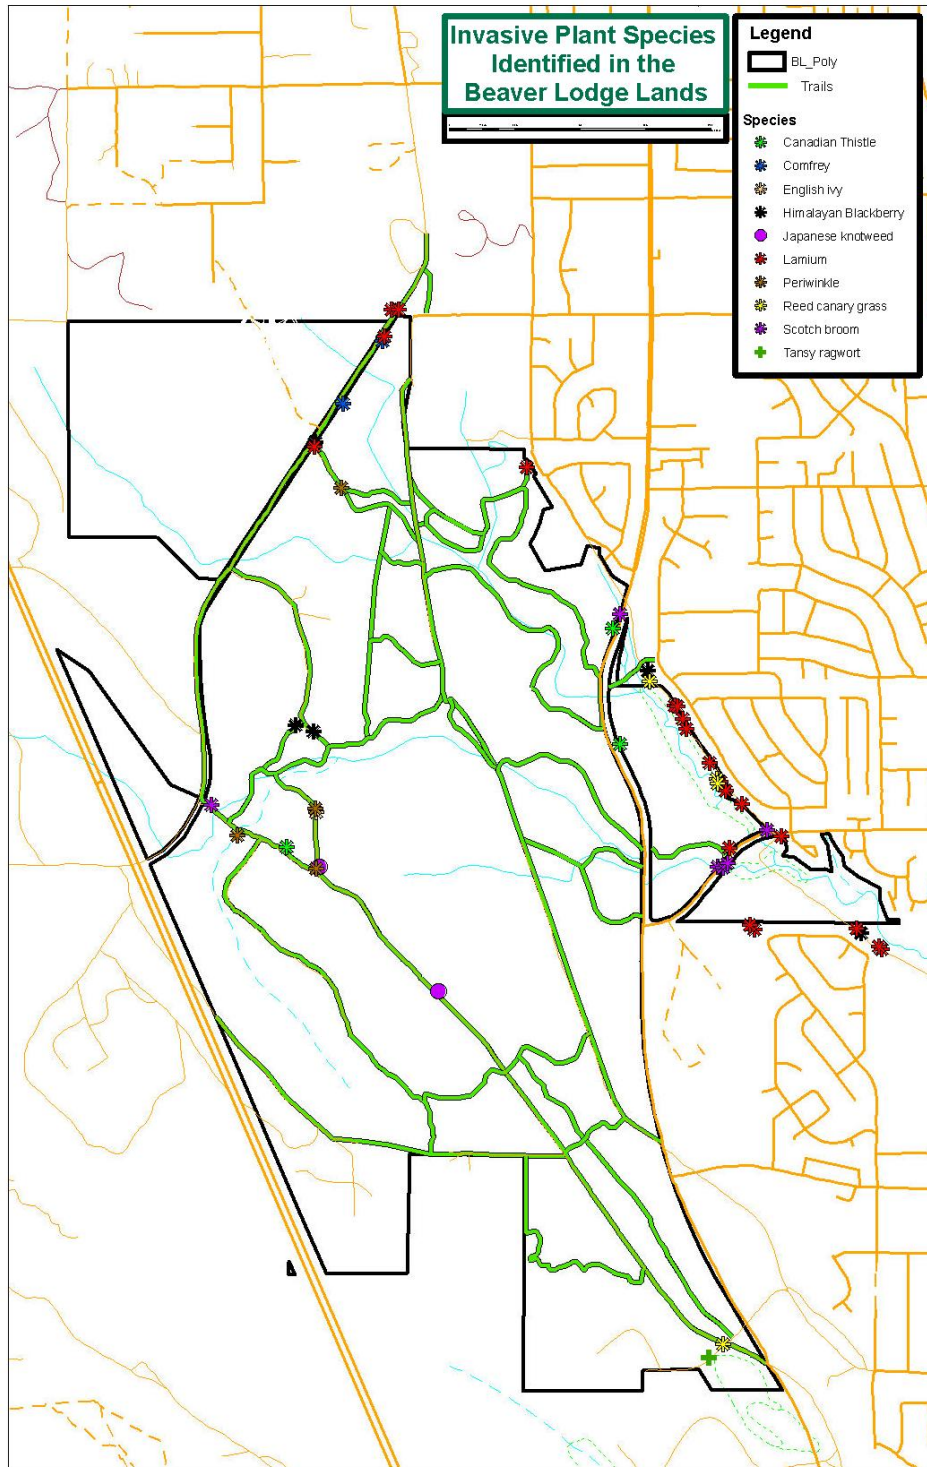 Invasive Plant Species
Identified in the
Beaver Lodge Lands
Legend
BL_Poly
Trails
Species
Canadian Thistle
Comfrey
English ivy
Himalayan Blackberry
Japanese knotweed
Lamium
Periwinkle
Reed canary grass
Scotch broom
Tansy ragwort